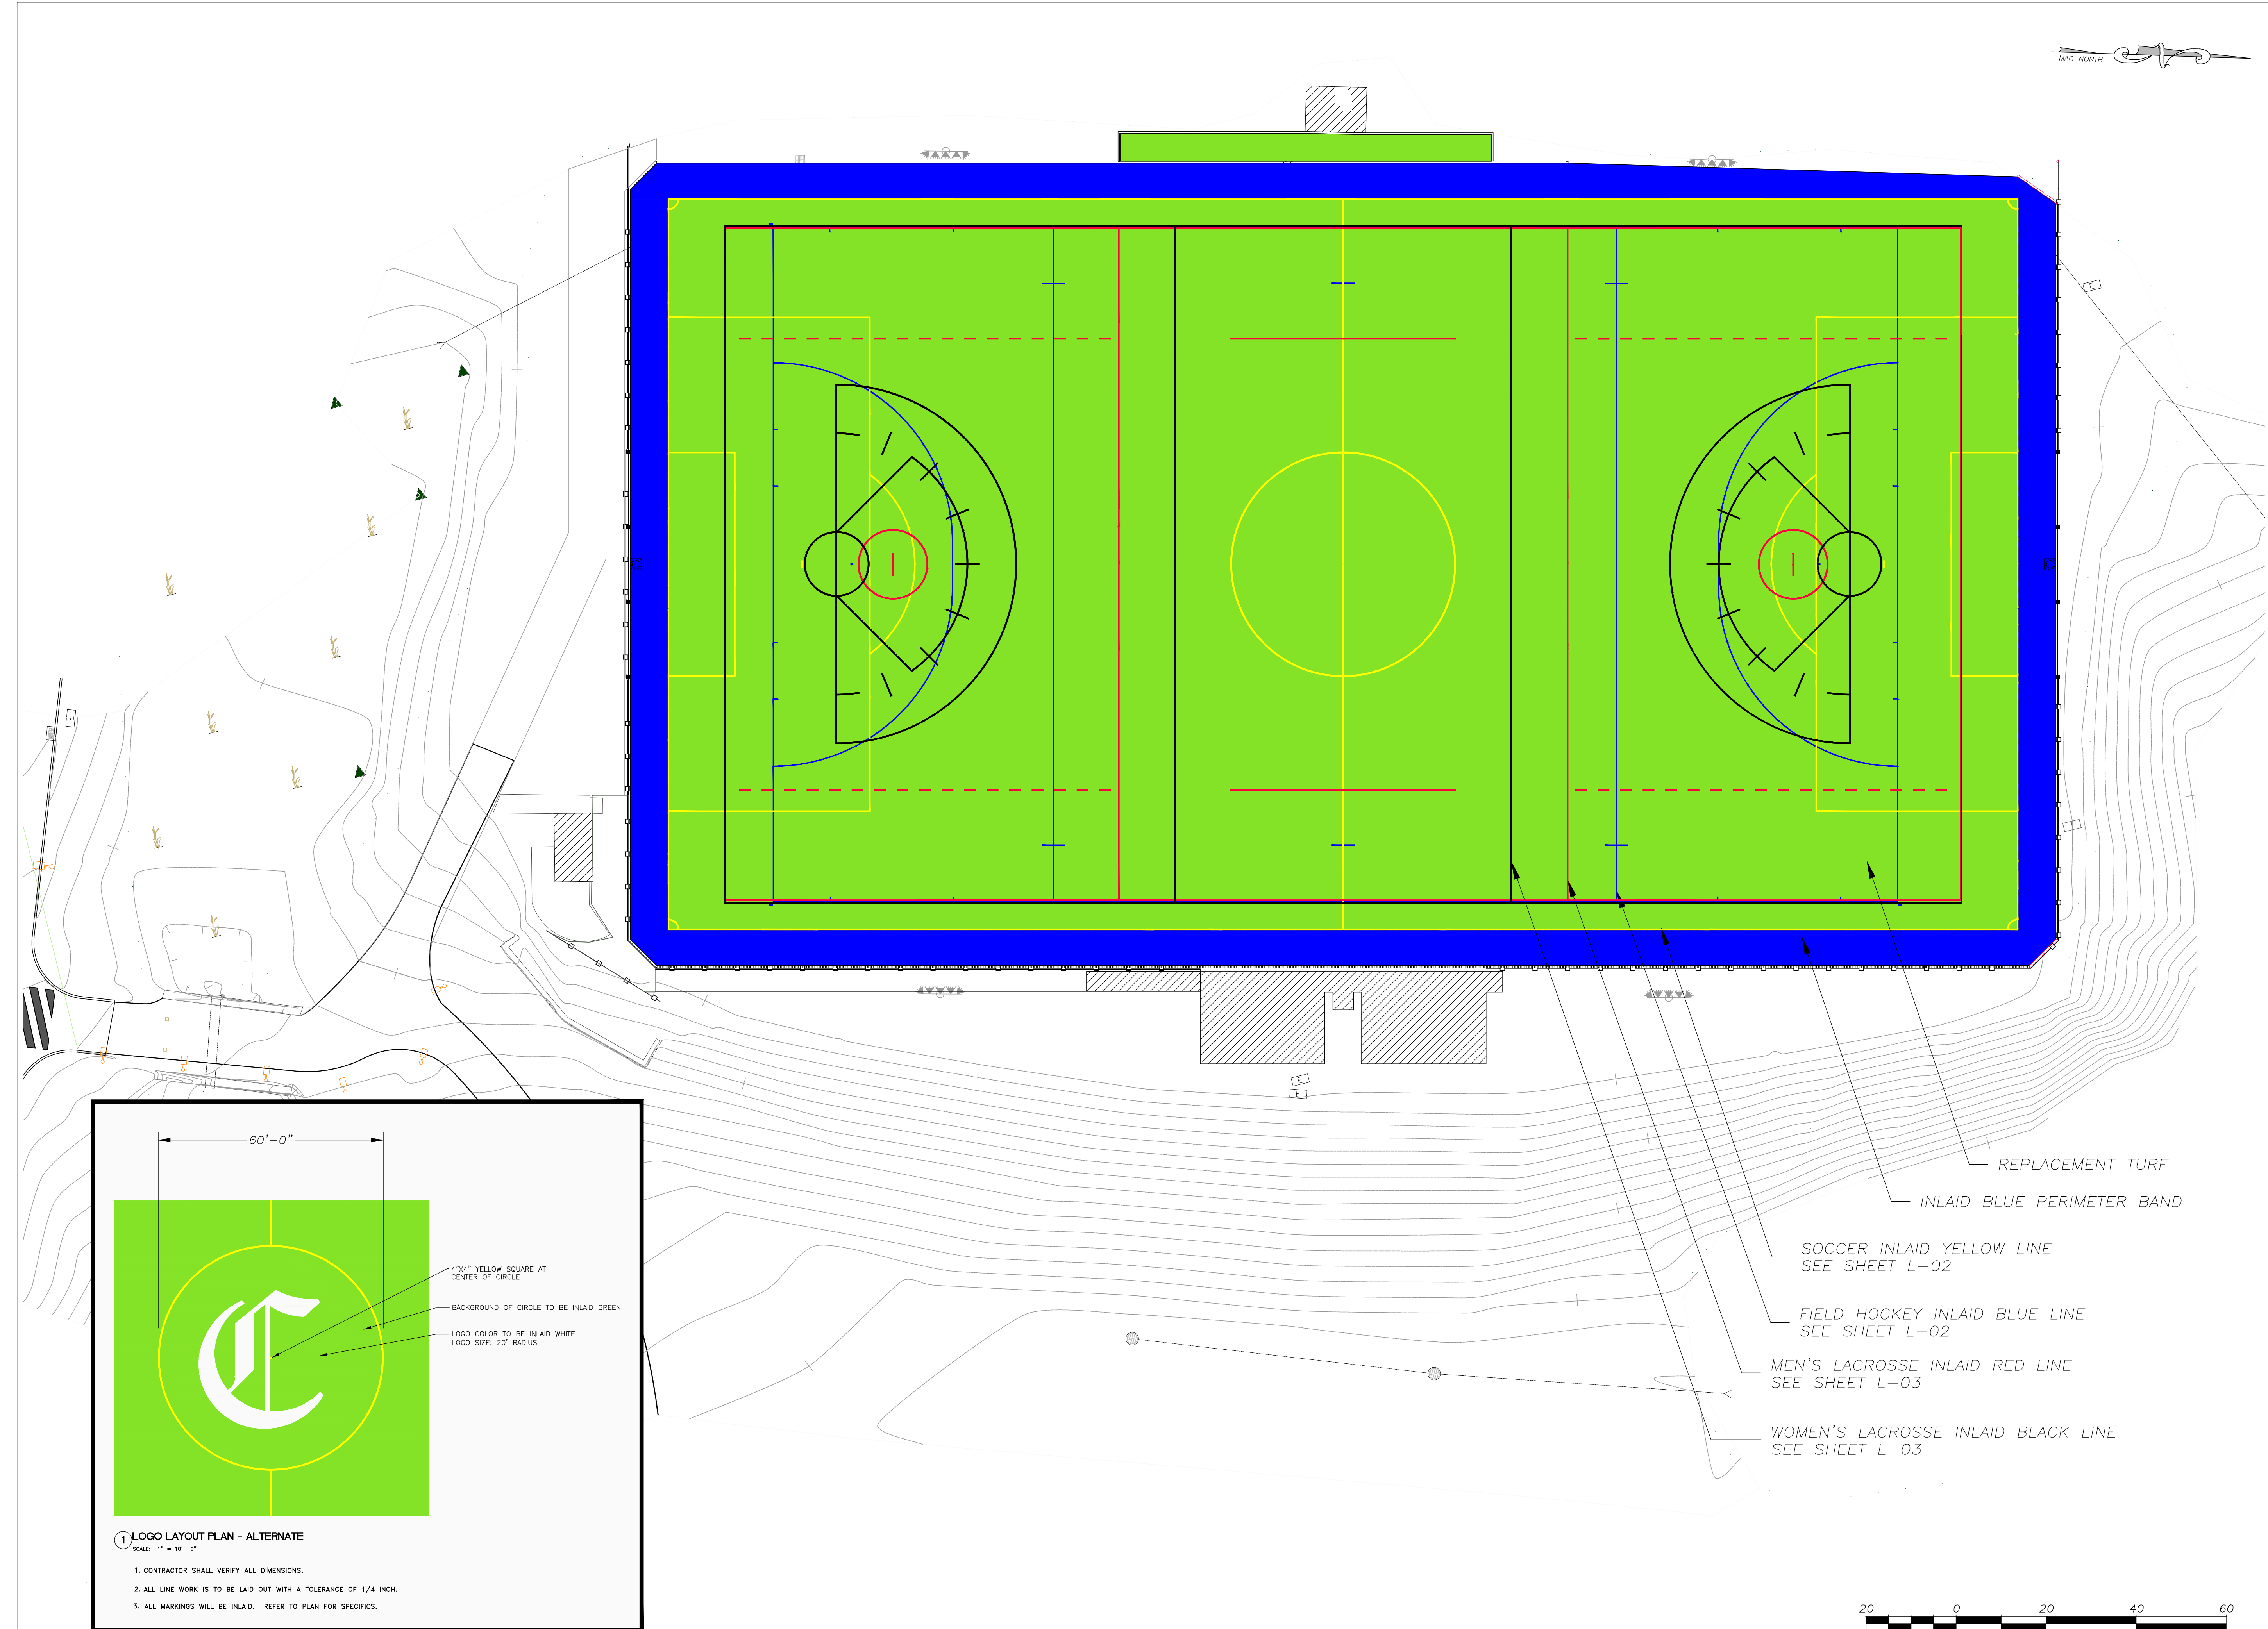 MAG NORTH
E
E
E
T
E
E
60'-0"
4"X4" YELLOW SQUARE AT
CENTER OF CIRCLE
BACKGROUND OF CIRCLE TO BE INLAID GREEN
LOGO COLOR TO BE INLAID WHITE
LOGO SIZE: 20' RADIUS
C
1 LOGO LAYOUT PLAN - ALTERNATE
SCALE: 1" = 10'- 0"
1. CONTRACTOR SHALL VERIFY ALL DIMENSIONS.
2. ALL LINE WORK IS TO BE LAID OUT WITH A TOLERANCE OF 1/4 INCH.
3. ALL MARKINGS WILL BE INLAID. REFER TO PLAN FOR SPECIFICS.
REPLACEMENT TURF
INLAID BLUE PERIMETER BAND
SOCCER INLAID YELLOW LINE
SEE SHEET L-02
FIELD HOCKEY INLAID BLUE LINE
SEE SHEET L-02
MEN'S LACROSSE INLAID RED LINE
SEE SHEET L-03
WOMEN'S LACROSSE INLAID BLACK LINE
SEE SHEET L-03
20 0 20 40 60